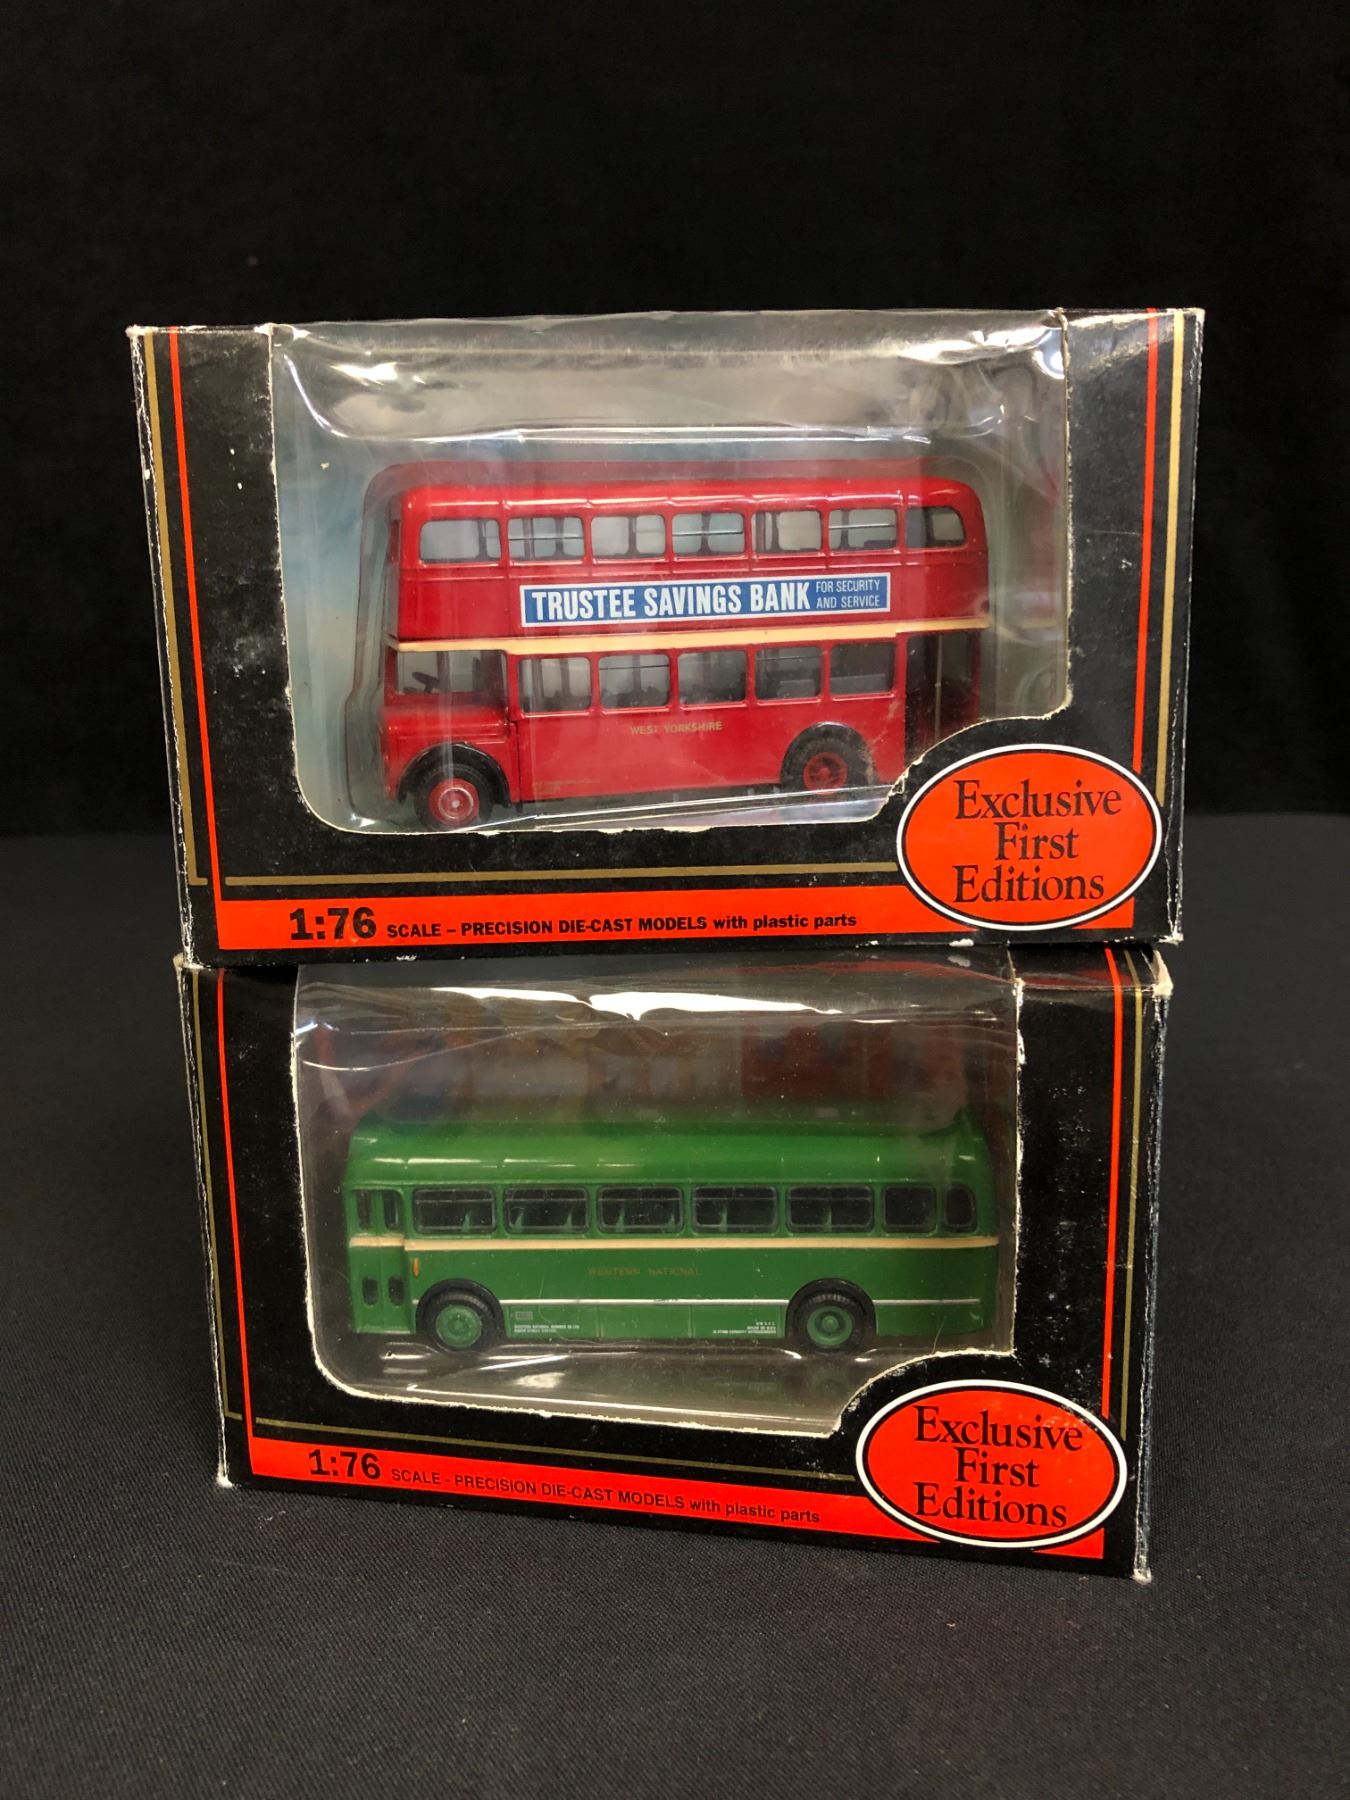 TRUSTEE SAVINGS BANK FOR SECURITY
AND SERVICE
WEST YORKSHIRE
Exclusive
First
Editions
1:76 SCALE – PRECISION DIE-CAST MODELS with plastic parts
WESTERN NATIONAL
Exclusive
First
Editions
1:76 SCALE - PRECISION DIE-CAST MODELS with plastic parts